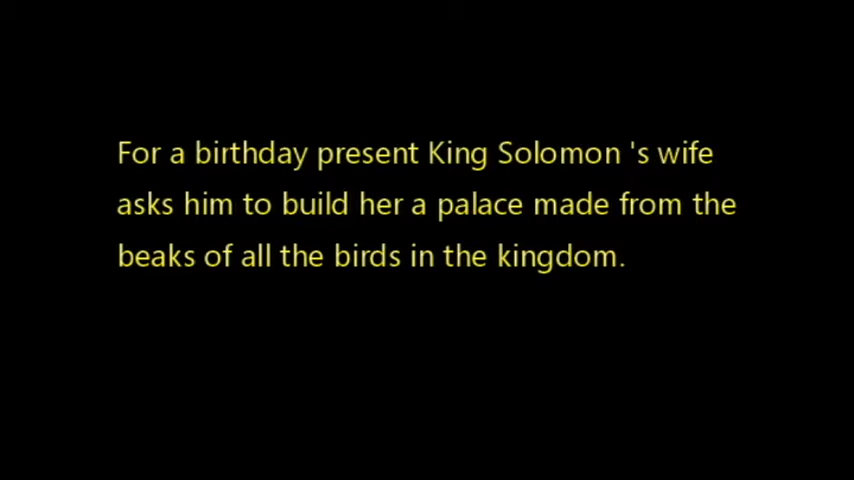 For a birthday present King Solomon 's wife
asks him to build her a palace made from the
beaks of all the birds in the kingdom.